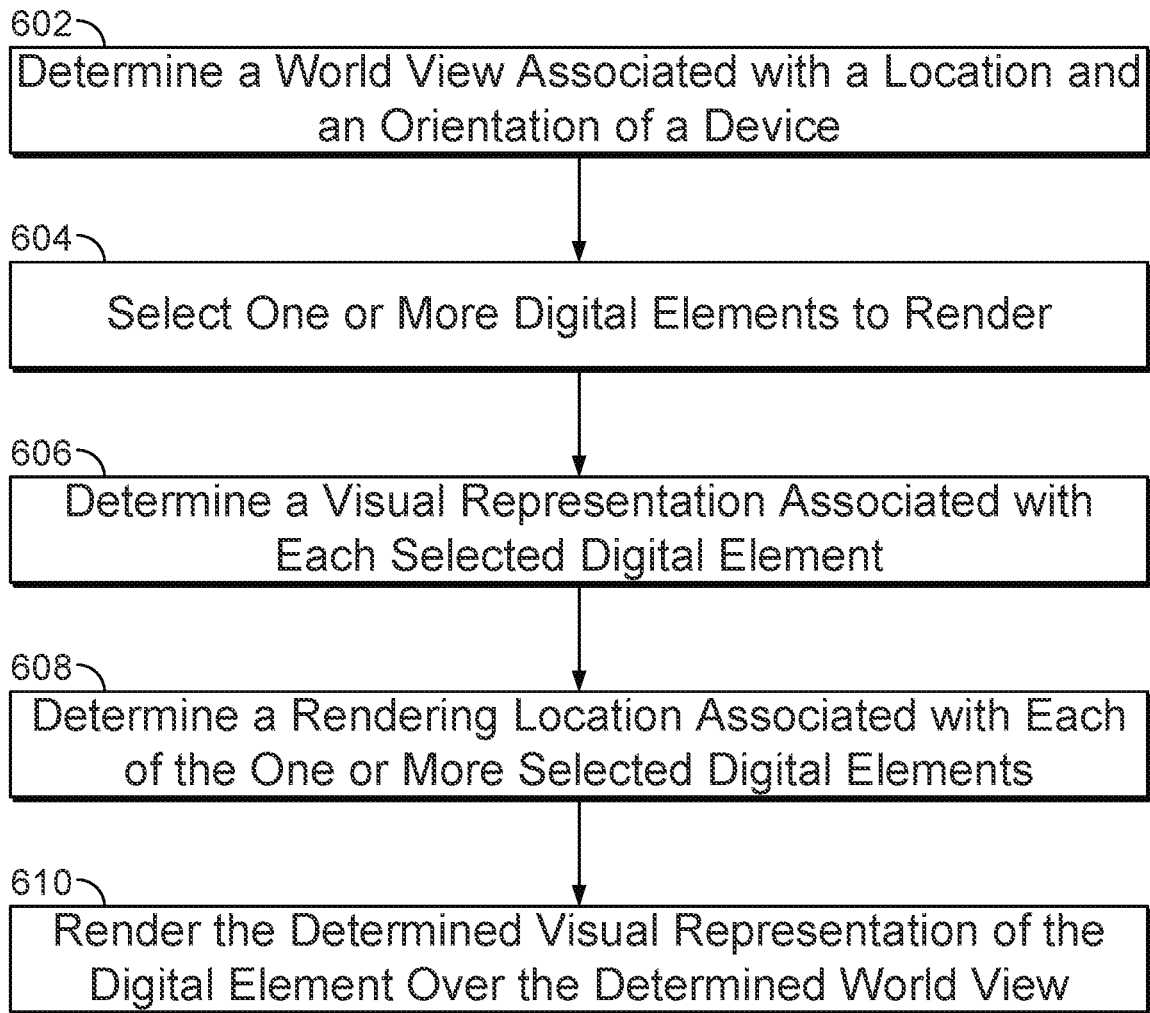 602
Determine a World View Associated with a Location and
an Orientation of a Device
604
Select One or More Digital Elements to Render
606
Determine a Visual Representation Associated with
Each Selected Digital Element
608
Determine a Rendering Location Associated with Each
of the One or More Selected Digital Elements
610
Render the Determined Visual Representation of the
Digital Element Over the Determined World View